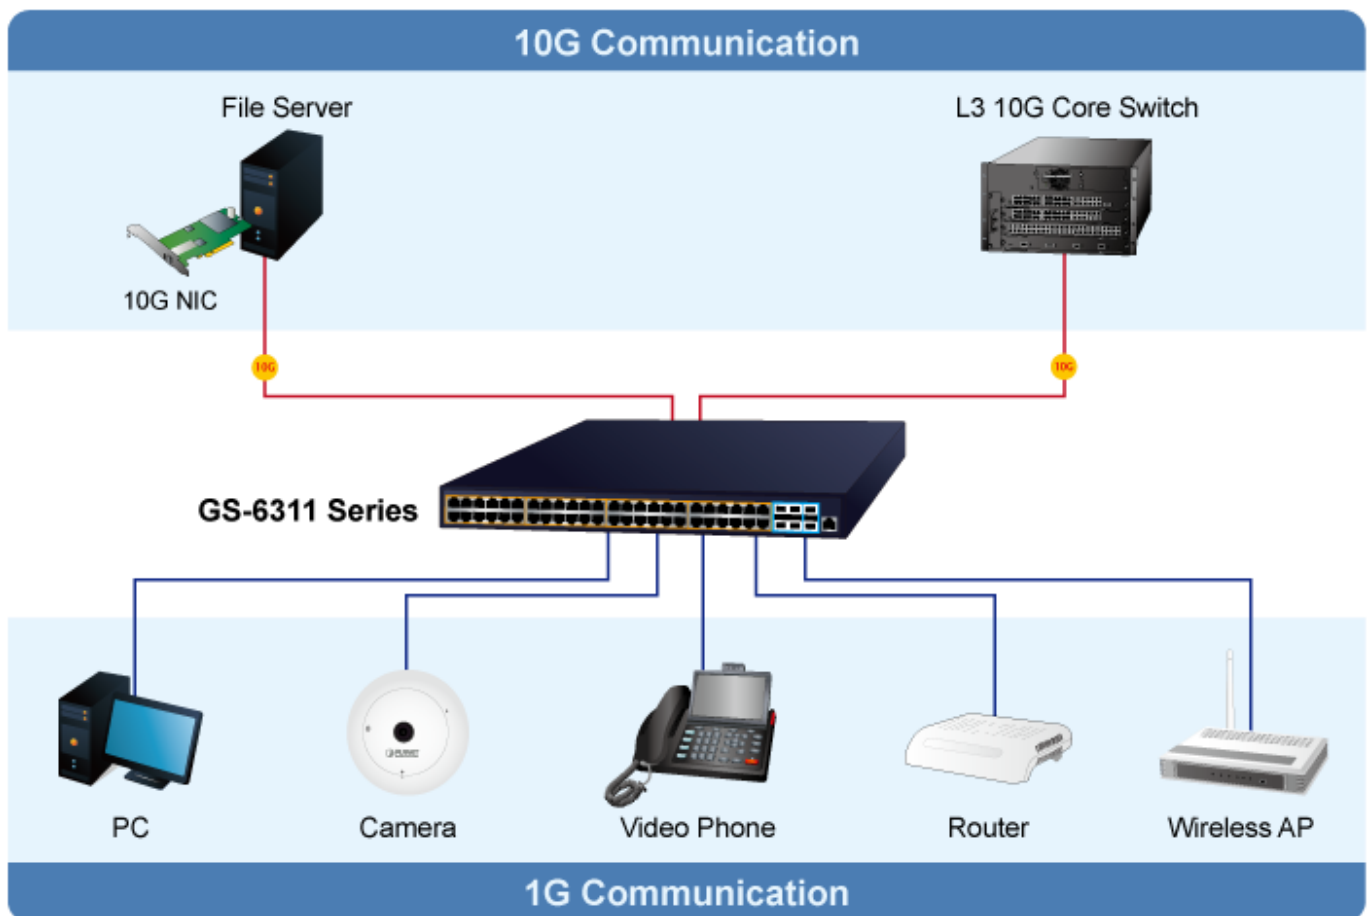 10G Communication
File Server
L3 10G Core Switch
10G NIC
10G
10G
GS-6311 Series
PLANET
PC
Camera
Video Phone
Router
Wireless AP
1G Communication